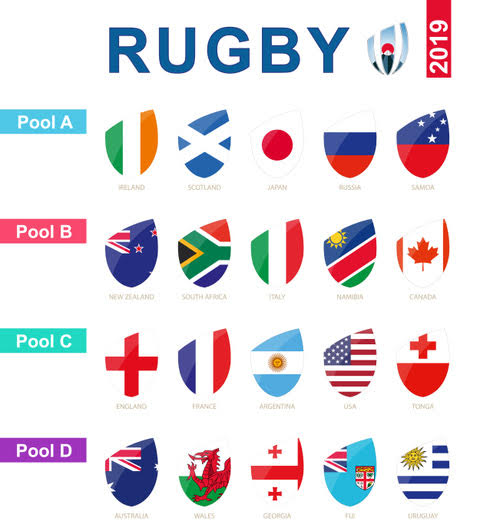 RUGBY
2019
Pool A
IRELAND SCOTLAND JAPAN RUSSIA SAMOA
Pool B
NEW ZEALAND SOUTH AFRICA ITALY NAMIBIA CANADA
Pool C
ENGLAND FRANCE ARGENTINA USA TONGA
Pool D
AUSTRALIA WALES GEORGIA FIJI URUGUAY